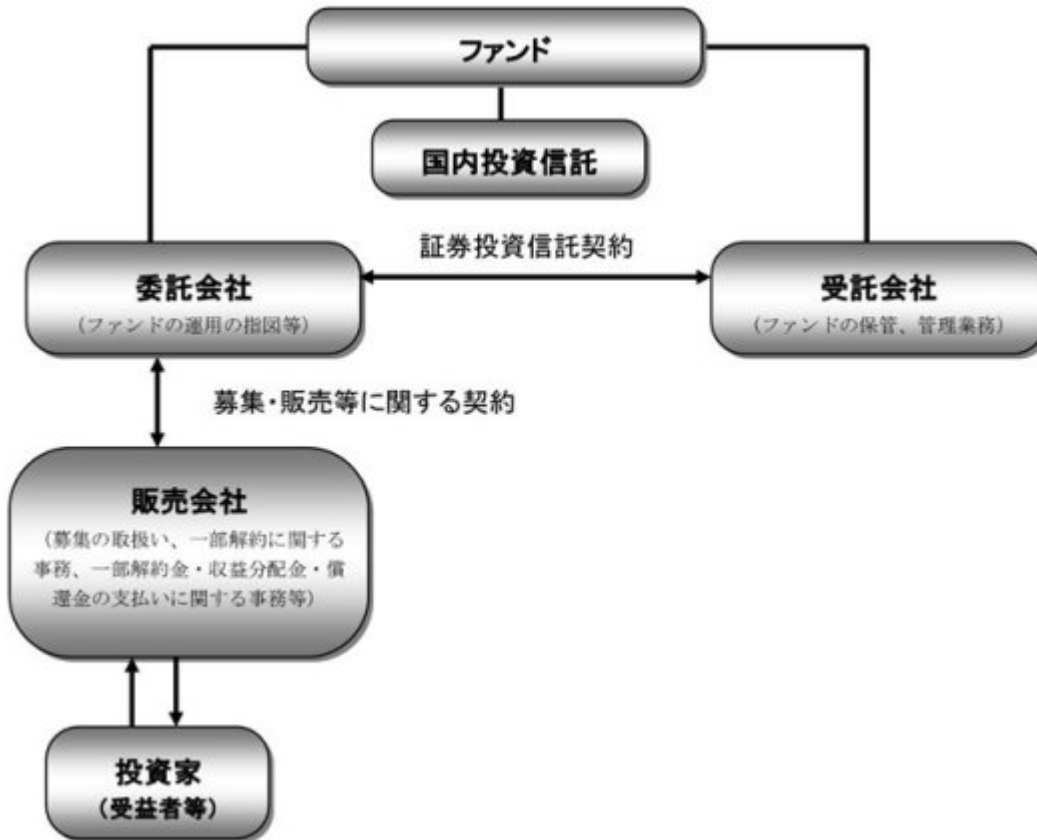 ファンド
国内投資信託
証券投資信託契約
委託会社
(ファンドの運用の指図等)
受託会社
(ファンドの保管、管理業務)
募集・販売等に関する契約
販売会社
(募集の取扱い、一部解約に関する
事務、一部解約金・収益分配金・償
還金の支払いに関する事務等)
投資家
(受益者等)